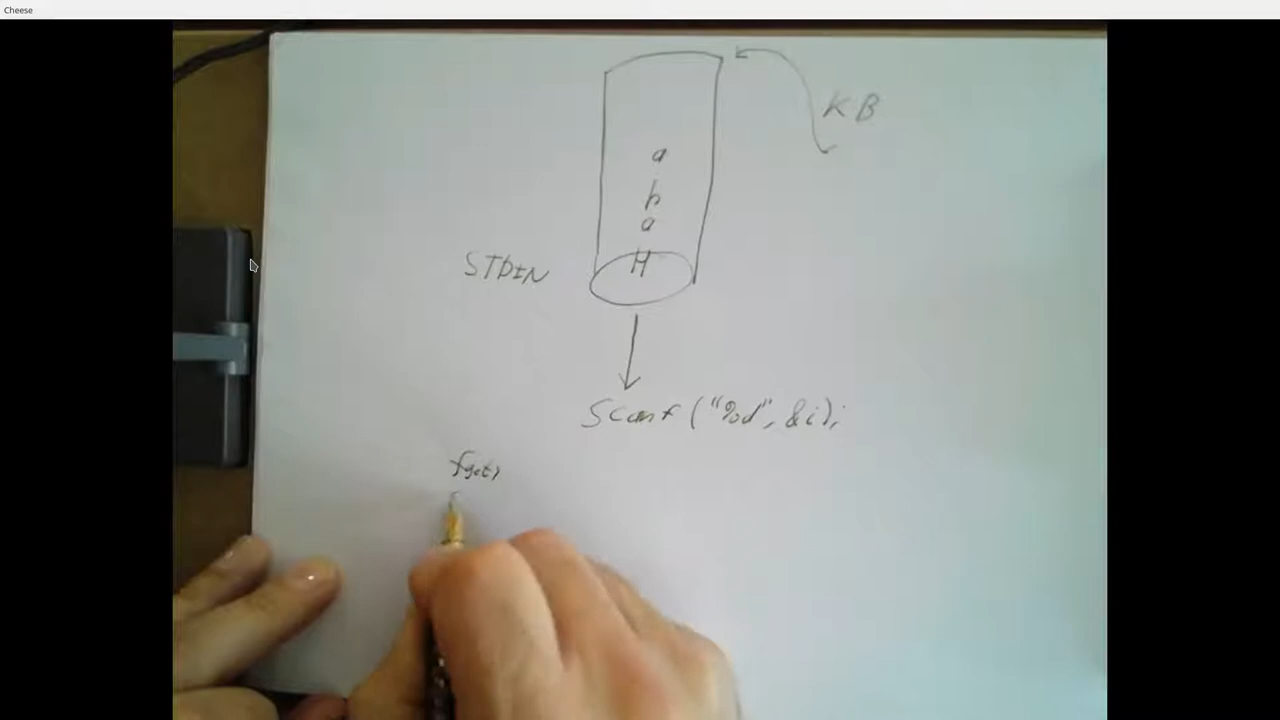 Cheese
KB
a
h
a
H
STDIN
Scanf ("%d", &i);
fgets